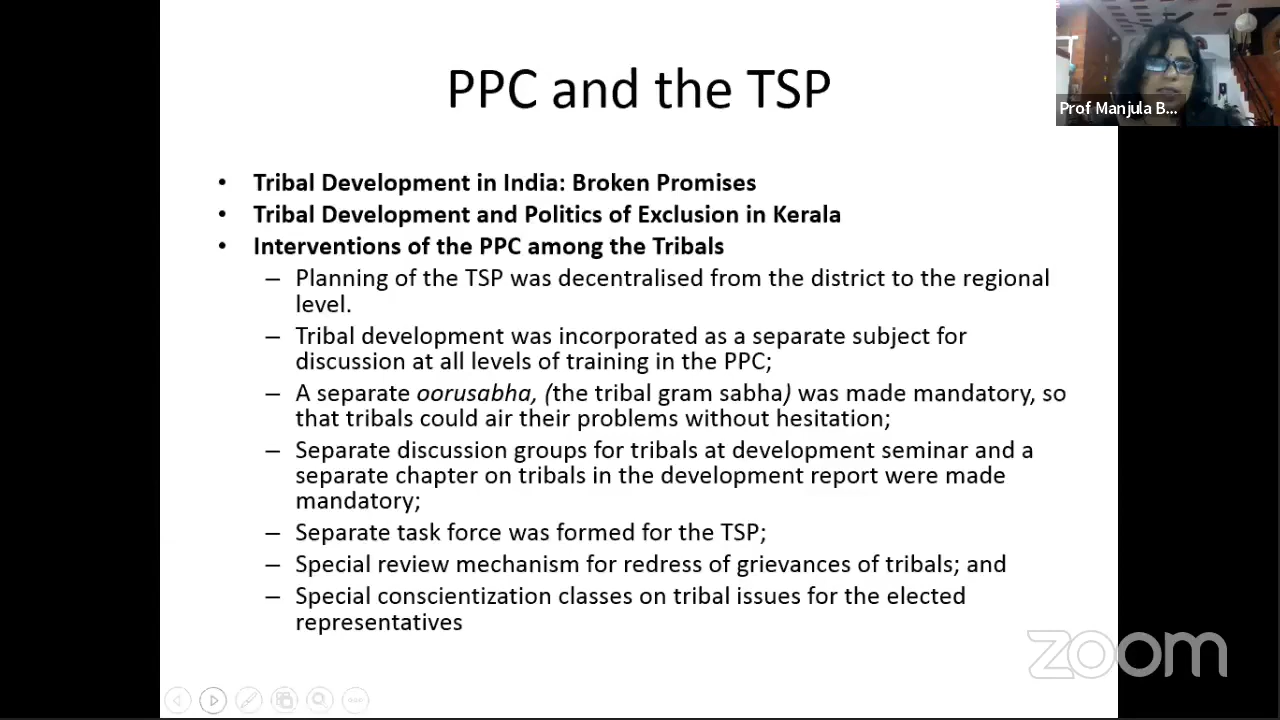 PPC and the TSP
Prof Manjula B...
• Tribal Development in India: Broken Promises
• Tribal Development and Politics of Exclusion in Kerala
• Interventions of the PPC among the Tribals
– Planning of the TSP was decentralised from the district to the regional
level.
– Tribal development was incorporated as a separate subject for
discussion at all levels of training in the PPC;
– A separate oorusabha, (the tribal gram sabha) was made mandatory, so
that tribals could air their problems without hesitation;
– Separate discussion groups for tribals at development seminar and a
separate chapter on tribals in the development report were made
mandatory;
– Separate task force was formed for the TSP;
– Special review mechanism for redress of grievances of tribals; and
– Special conscientization classes on tribal issues for the elected
representatives
zoom